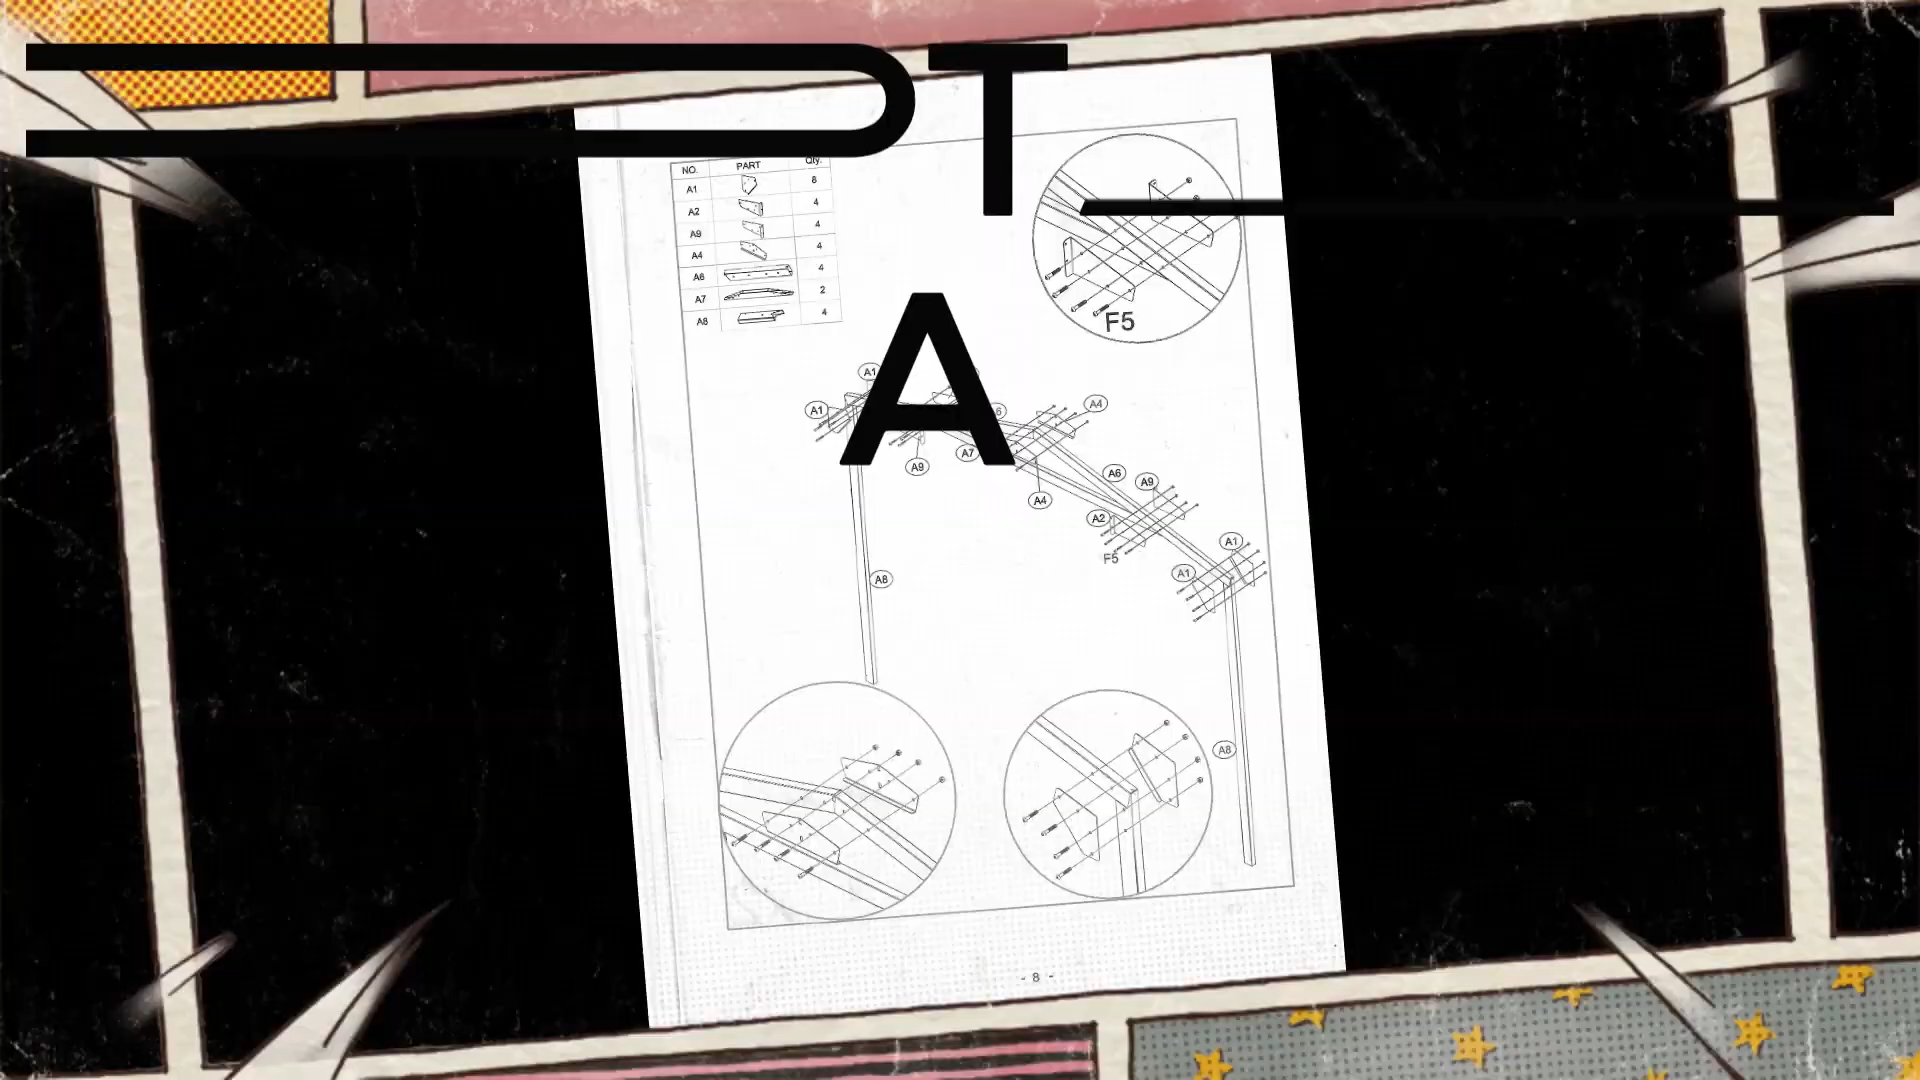 T
A
NO. PART Qty.
A1 8
A2 4
A9 4
A4 4
A6 4
A7 2
A8 4
F5
A1
A1
A9
A7
A4
A4
A6
A9
A2
F5
A1
A1
A8
A8
- 8 -